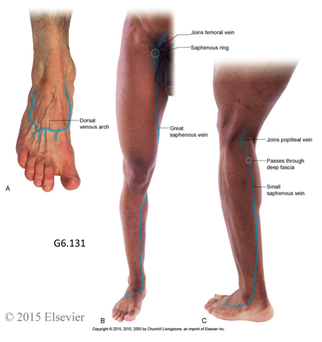 Joins femoral vein
Saphenous ring
Dorsal
venous arch
Great
saphenous vein
Joins popliteal vein
Passes through
deep fascia
Small
saphenous vein
A
G6.131
© 2015 Elsevier
B
C
Copyright © 2015, 2010, 2005 by Churchill Livingstone, an imprint of Elsevier Inc.